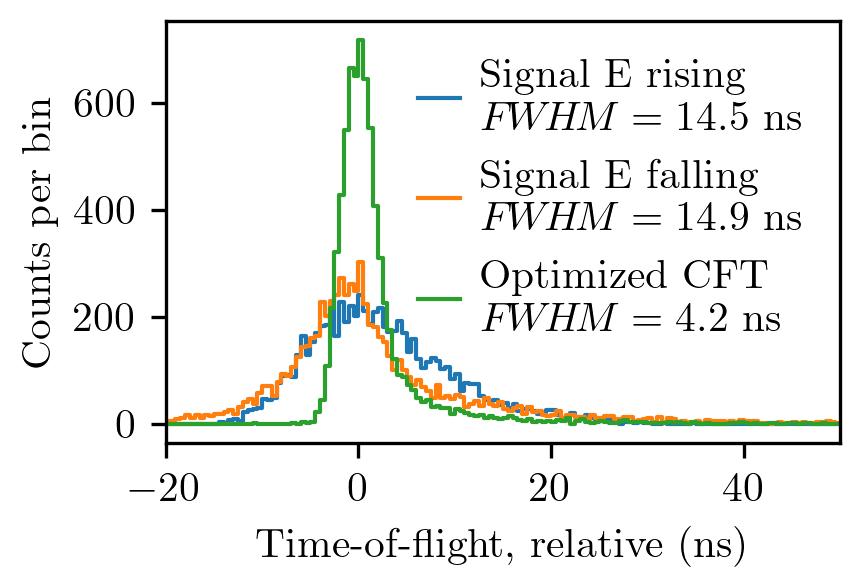 Signal E rising
FWHM = 14.5 ns
Signal E falling
FWHM = 14.9 ns
Optimized CFT
FWHM = 4.2 ns
Counts per bin
600
400
200
0
−20
0
20
40
Time-of-flight, relative (ns)